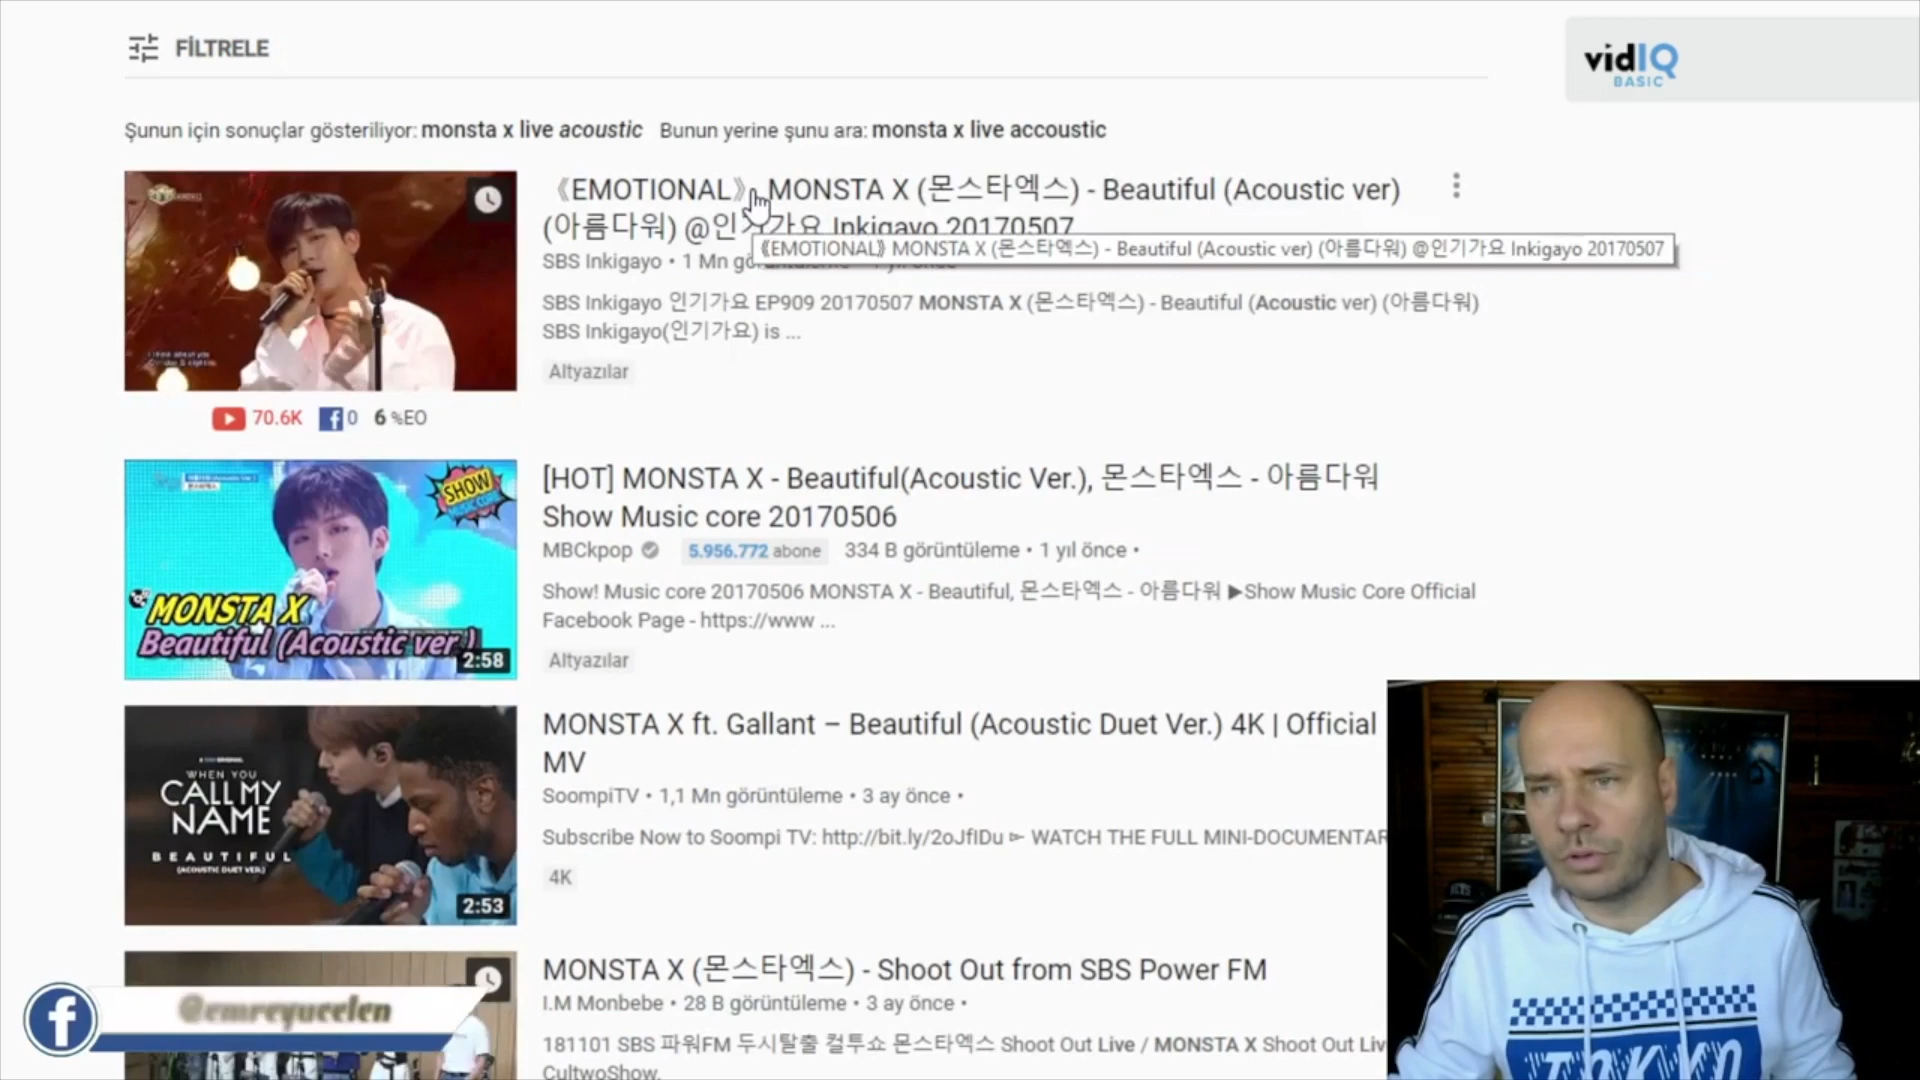 FİLTRELE
vidIQ
BASIC
Şunun için sonuçlar gösteriliyor: monsta x live acoustic Bunun yerine şunu ara: monsta x live accoustic
《EMOTIONAL》 MONSTA X (몬스타엑스) - Beautiful (Acoustic ver)
(아름다워) @인기가요 Inkigayo 20170507
《EMOTIONAL》 MONSTA X (몬스타엑스) - Beautiful (Acoustic ver) (아름다워) @인기가요 Inkigayo 20170507
SBS Inkigayo • 1 Mn
SBS Inkigayo 인기가요 EP909 20170507 MONSTA X (몬스타엑스) - Beautiful (Acoustic ver) (아름다워)
SBS Inkigayo(인기가요) is ...
Altyazılar
70.6K 0 6 %EO
[HOT] MONSTA X - Beautiful(Acoustic Ver.), 몬스타엑스 - 아름다워
Show Music core 20170506
MBCkpop 5.956.772 abone 334 B görüntüleme • 1 yıl önce •
Show! Music core 20170506 MONSTA X - Beautiful, 몬스타엑스 - 아름다워 ▶Show Music Core Official
Facebook Page - https://www ...
Altyazılar
SHOW
MUSIC CORE
MONSTA X
Beautiful (Acoustic ver.)
2:58
MONSTA X ft. Gallant – Beautiful (Acoustic Duet Ver.) 4K | Official
MV
SoompiTV • 1,1 Mn görüntüleme • 3 ay önce •
Subscribe Now to Soompi TV: http://bit.ly/2oJfIDu ▻ WATCH THE FULL MINI-DOCUMENTAR
4K
WHEN YOU
CALL MY
NAME
BEAUTIFUL
(ACOUSTIC DUET VER.)
2:53
MONSTA X (몬스타엑스) - Shoot Out from SBS Power FM
I.M Monbebe • 28 B görüntüleme • 3 ay önce •
181101 SBS 파워FM 두시탈출 컬투쇼 몬스타엑스 Shoot Out Live / MONSTA X Shoot Out Liv
CultwoShow.
@emreyucelen
TOKYO